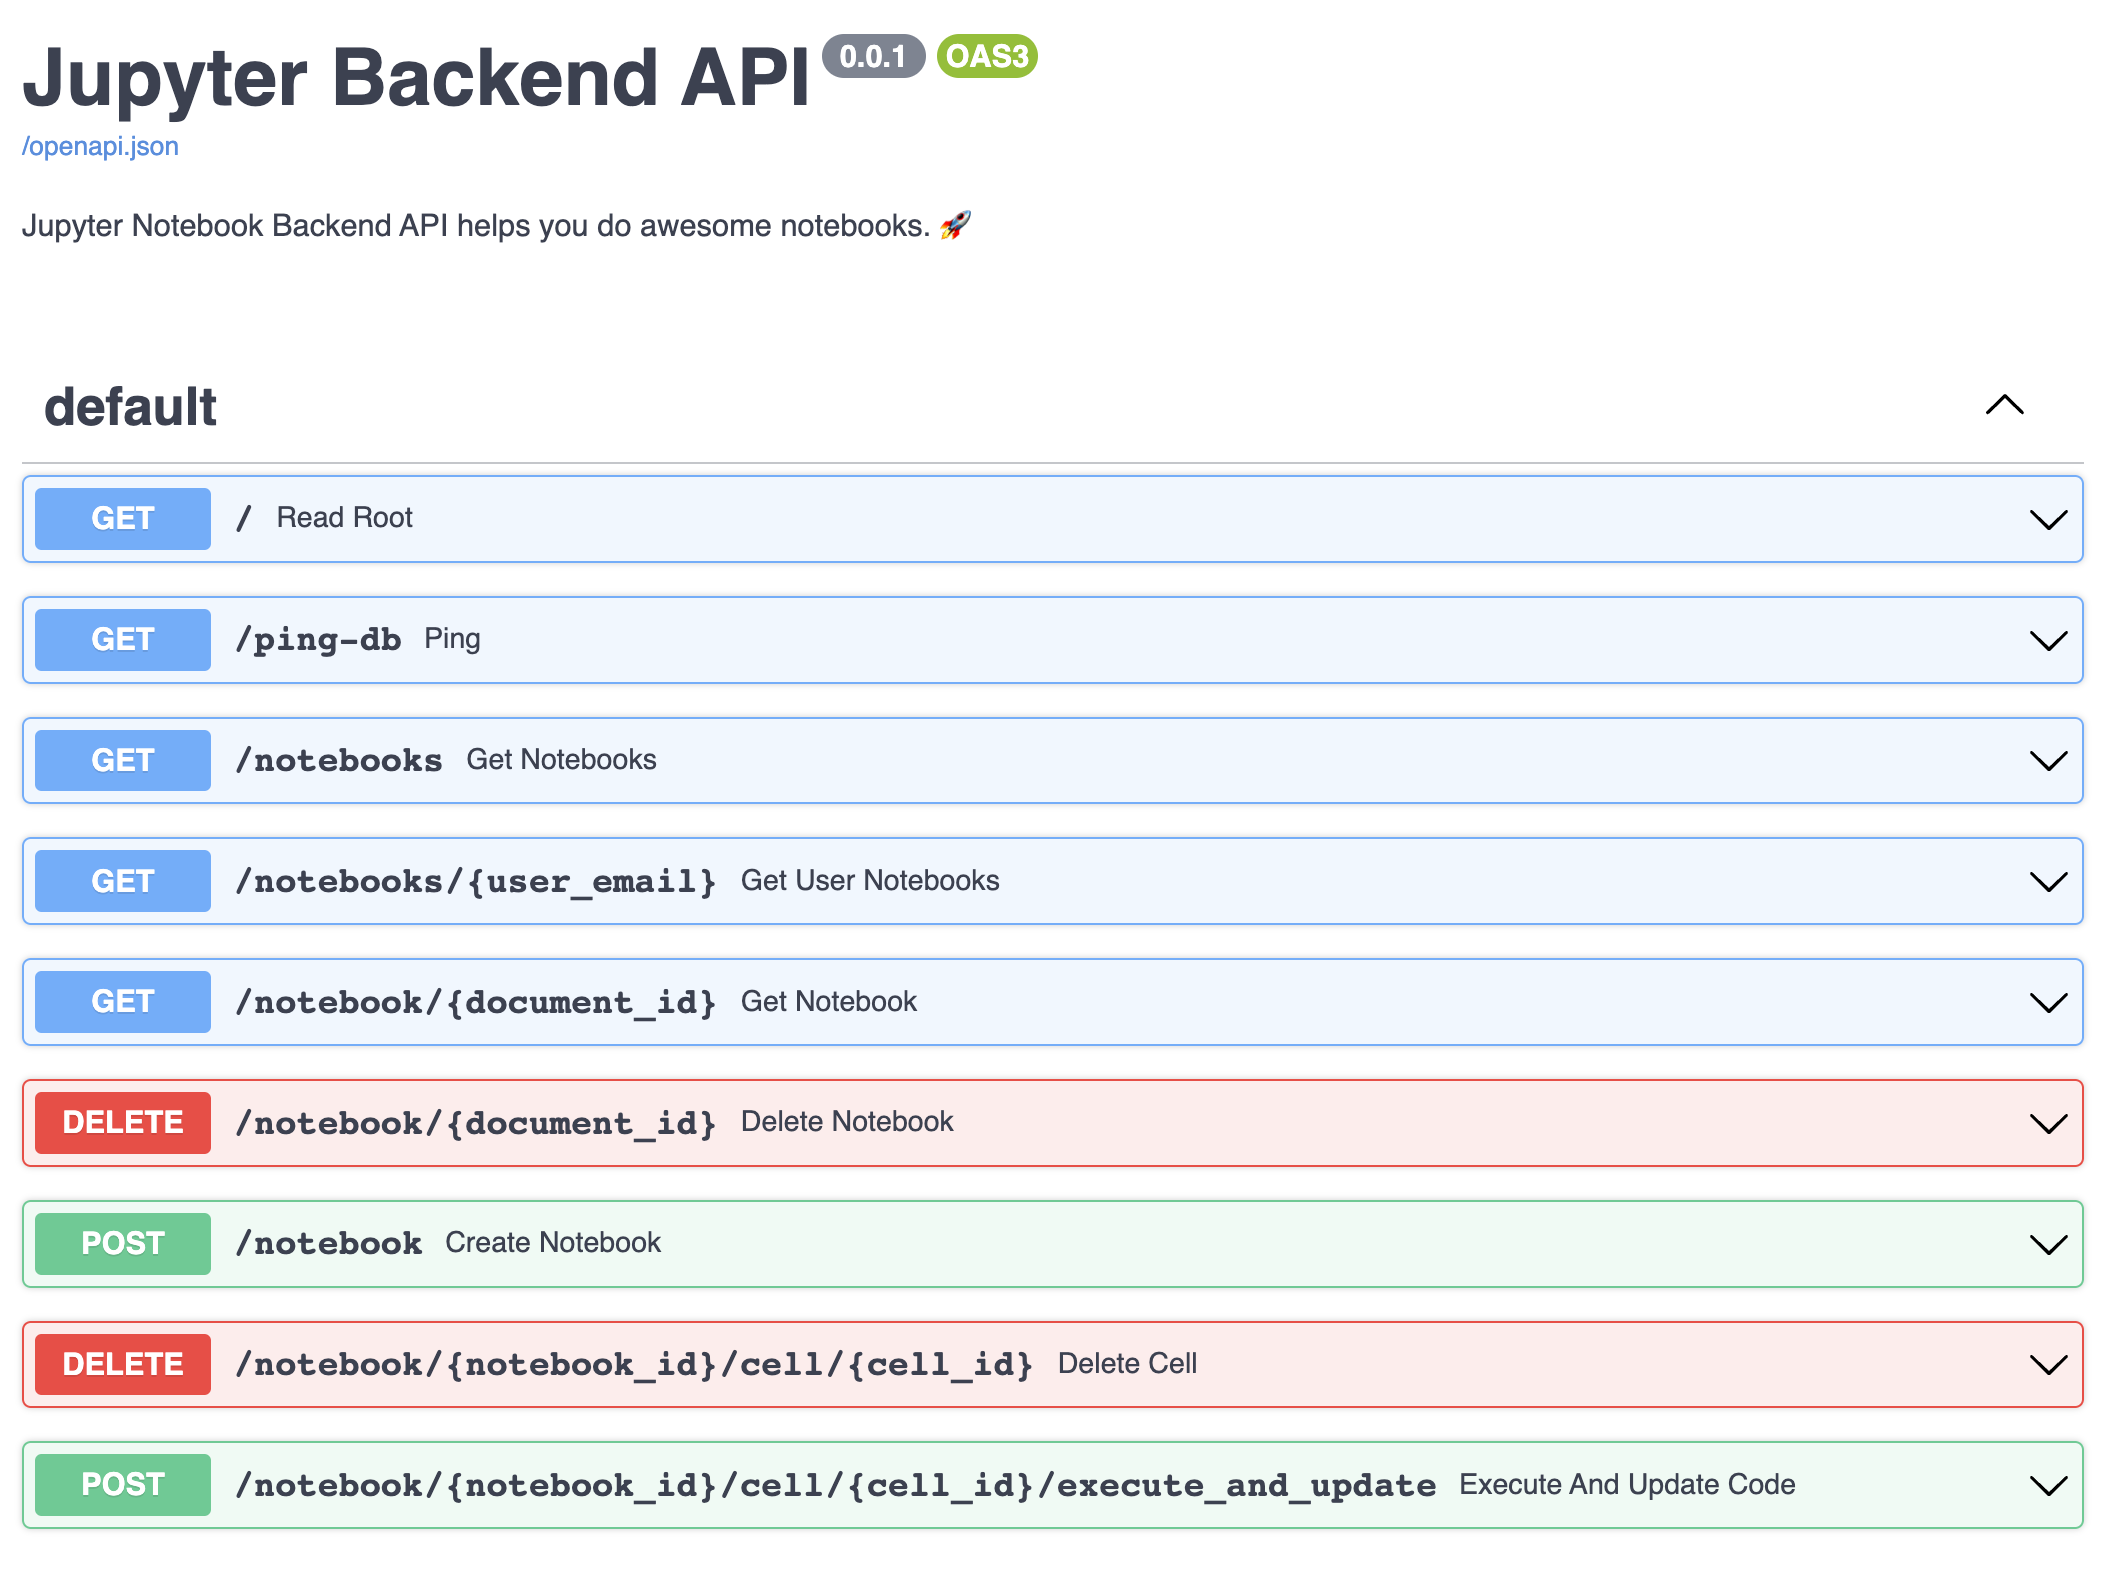 Jupyter Backend API 0.0.1 OAS3
/openapi.json
Jupyter Notebook Backend API helps you do awesome notebooks. 🚀
default
GET / Read Root
GET /ping-db Ping
GET /notebooks Get Notebooks
GET /notebooks/{user_email} Get User Notebooks
GET /notebook/{document_id} Get Notebook
DELETE /notebook/{document_id} Delete Notebook
POST /notebook Create Notebook
DELETE /notebook/{notebook_id}/cell/{cell_id} Delete Cell
POST /notebook/{notebook_id}/cell/{cell_id}/execute_and_update Execute And Update Code